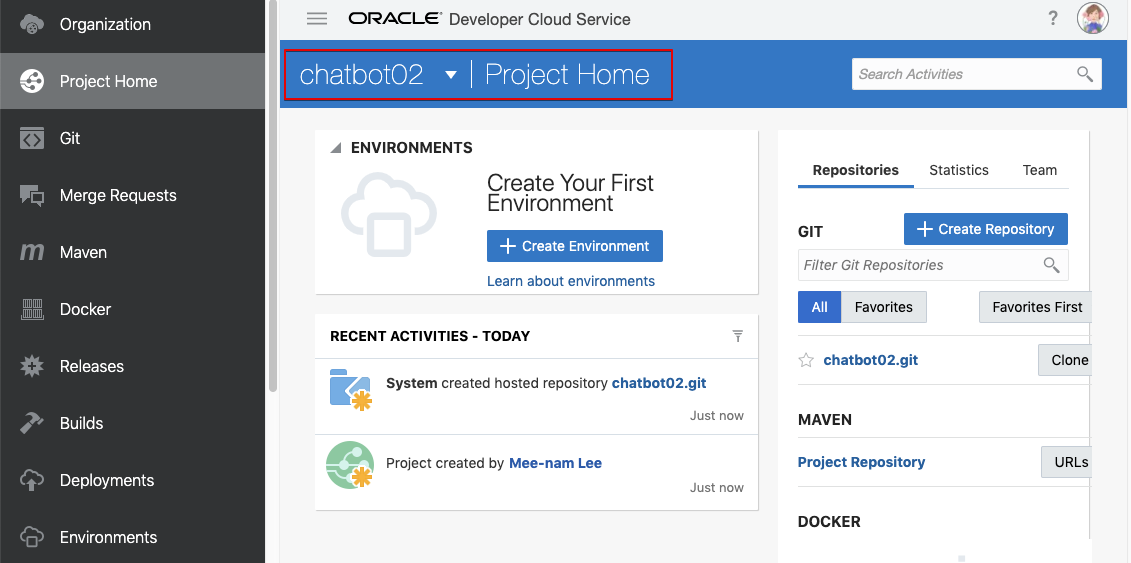 Organization
Project Home
Git
Merge Requests
Maven
Docker
Releases
Builds
Deployments
Environments
ORACLE® Developer Cloud Service
?
chatbot02 | Project Home
Search Activities
ENVIRONMENTS
Create Your First
Environment
+ Create Environment
Learn about environments
RECENT ACTIVITIES - TODAY
System created hosted repository chatbot02.git
Just now
Project created by Mee-nam Lee
Just now
Repositories Statistics Team
GIT
+ Create Repository
Filter Git Repositories
All Favorites Favorites First
chatbot02.git Clone
MAVEN
Project Repository URLs
DOCKER